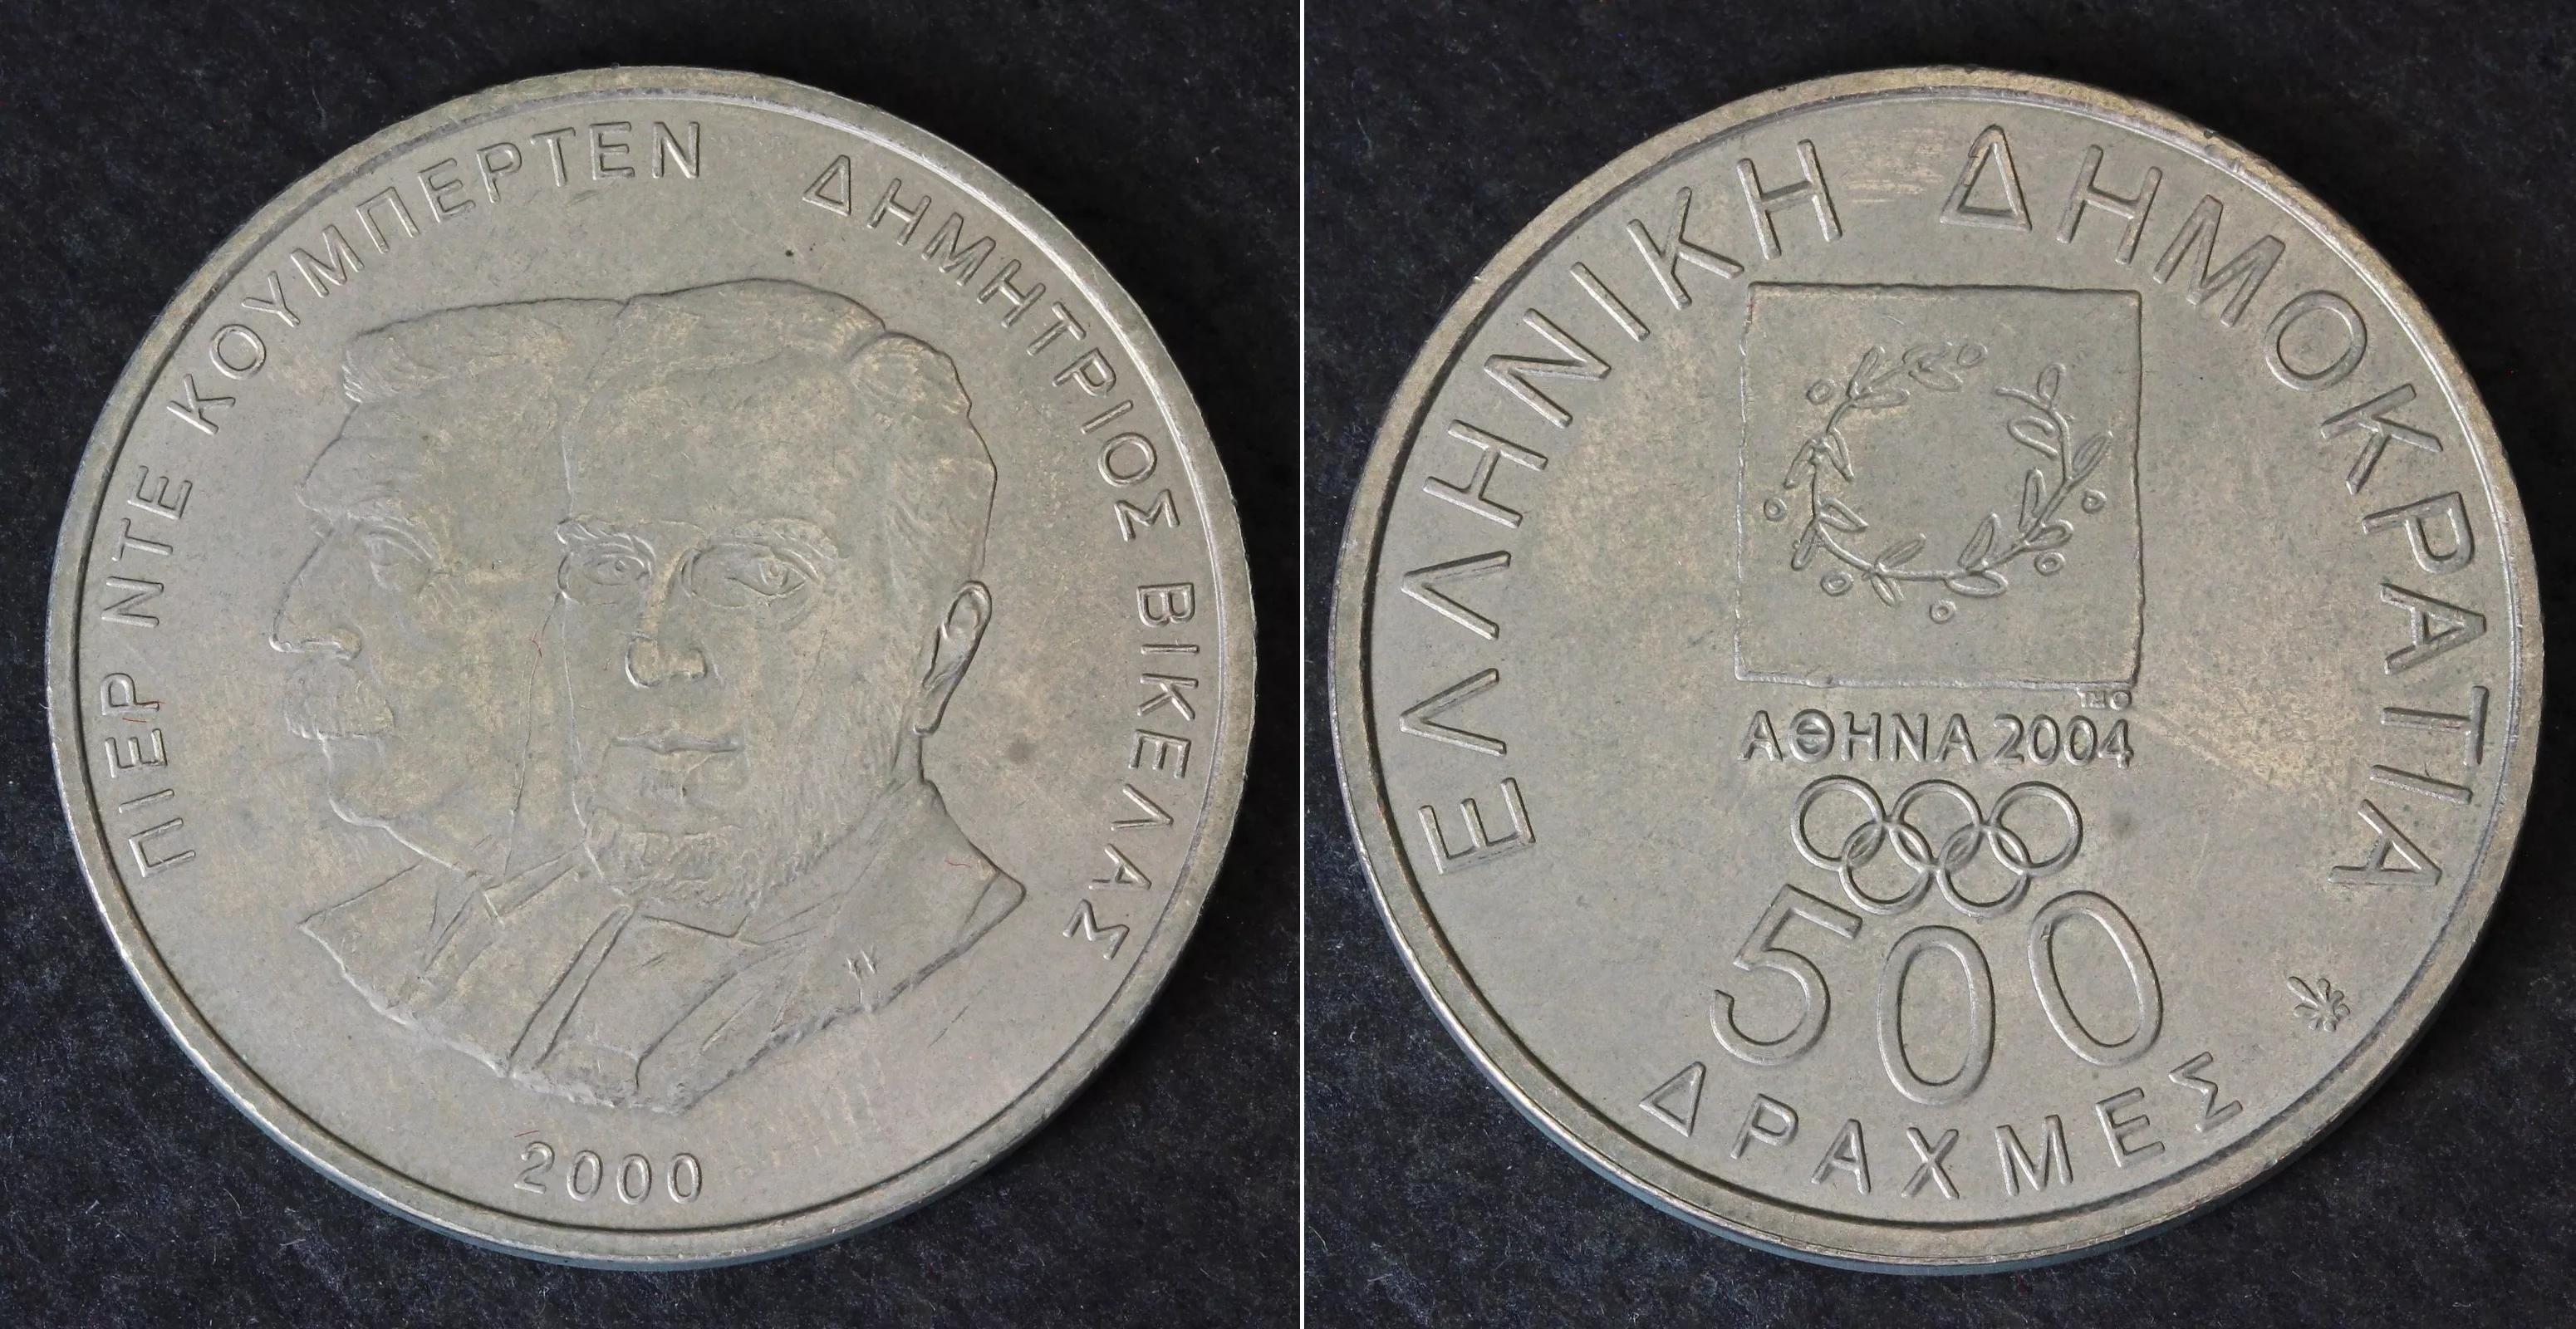 ΠΙΕΡ ΝΤΕ ΚΟΥΜΠΕΡΤΕΝ ΔΗΜΗΤΡΙΟΣ ΒΙΚΕΛΑΣ
2000
ΕΛΛΗΝΙΚΗ ΔΗΜΟΚΡΑΤΙΑ
ΑΘΗΝΑ 2004
500
ΔΡΑΧΜΕΣ